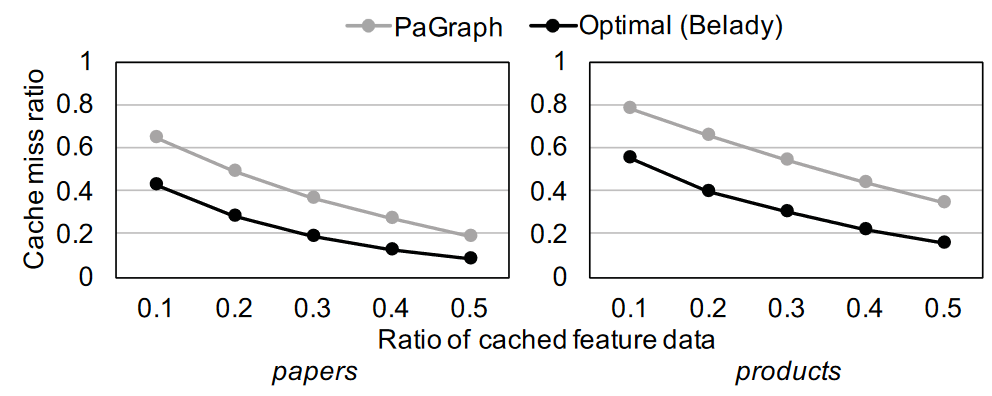 PaGraph Optimal (Belady)
Cache miss ratio
1
0.8
0.6
0.4
0.2
0
0.1 0.2 0.3 0.4 0.5
1
0.8
0.6
0.4
0.2
0
0.1 0.2 0.3 0.4 0.5
Ratio of cached feature data
papers products